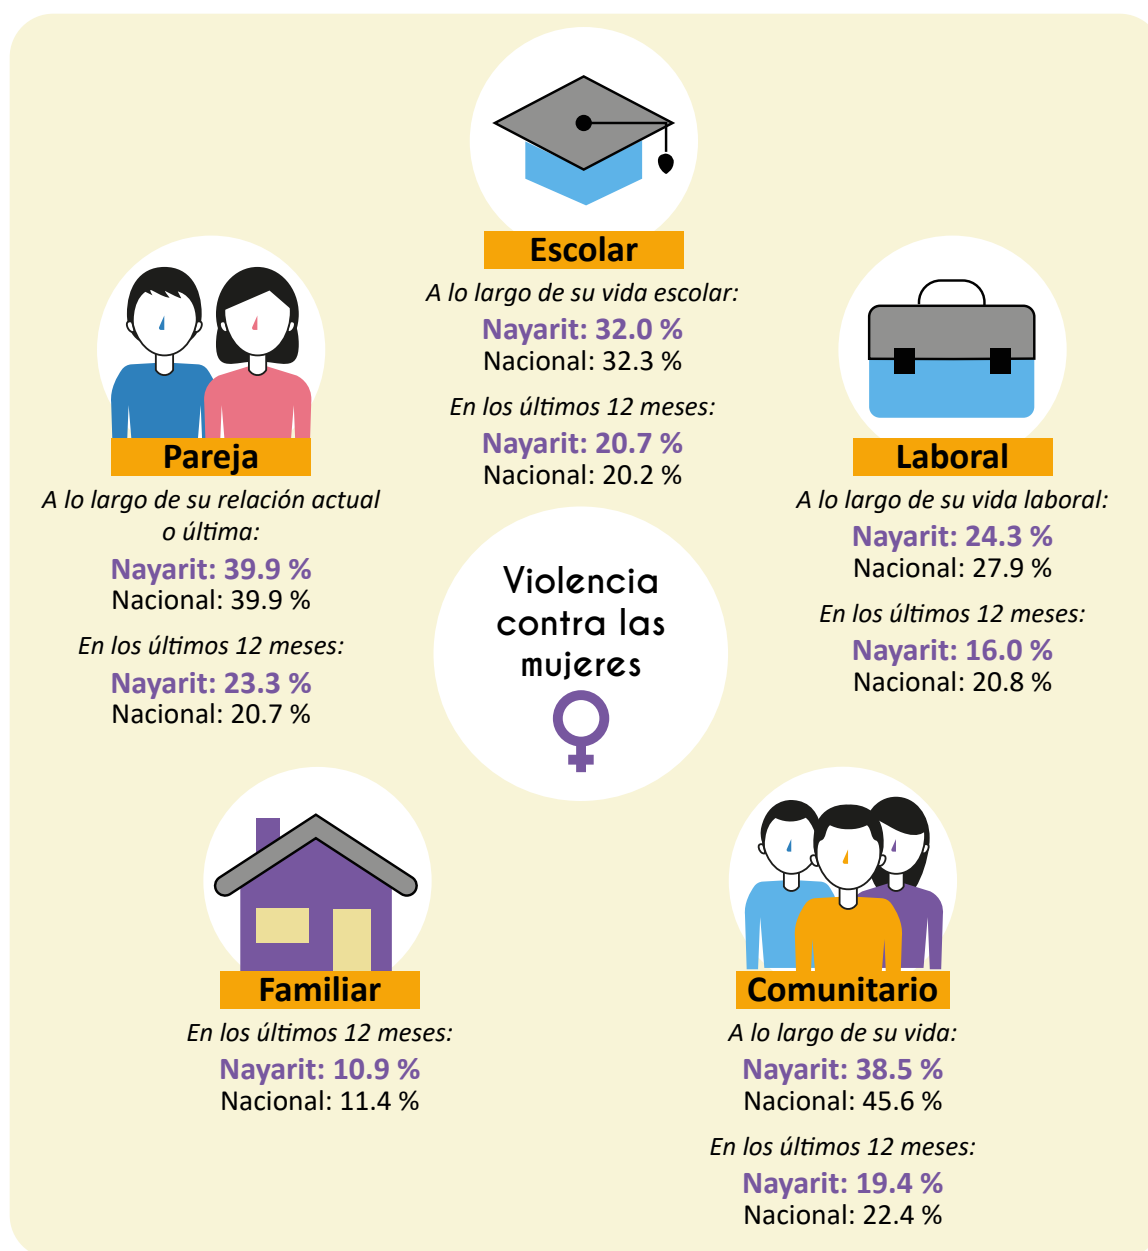 Escolar
A lo largo de su vida escolar:
Nayarit: 32.0 %
Nacional: 32.3 %
En los últimos 12 meses:
Nayarit: 20.7 %
Nacional: 20.2 %
Pareja
A lo largo de su relación actual
o última:
Nayarit: 39.9 %
Nacional: 39.9 %
En los últimos 12 meses:
Nayarit: 23.3 %
Nacional: 20.7 %
Laboral
A lo largo de su vida laboral:
Nayarit: 24.3 %
Nacional: 27.9 %
En los últimos 12 meses:
Nayarit: 16.0 %
Nacional: 20.8 %
Violencia
contra las
mujeres
Familiar
En los últimos 12 meses:
Nayarit: 10.9 %
Nacional: 11.4 %
Comunitario
A lo largo de su vida:
Nayarit: 38.5 %
Nacional: 45.6 %
En los últimos 12 meses:
Nayarit: 19.4 %
Nacional: 22.4 %